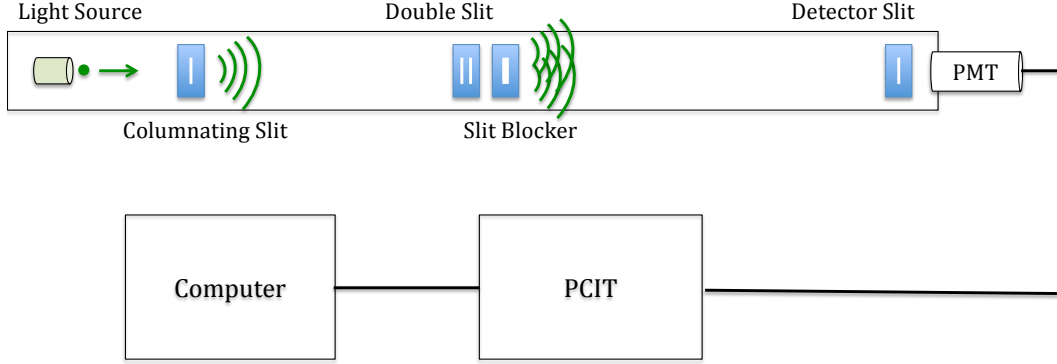 Light Source
Double Slit
Detector Slit
PMT
Columnating Slit
Slit Blocker
Computer
PCIT